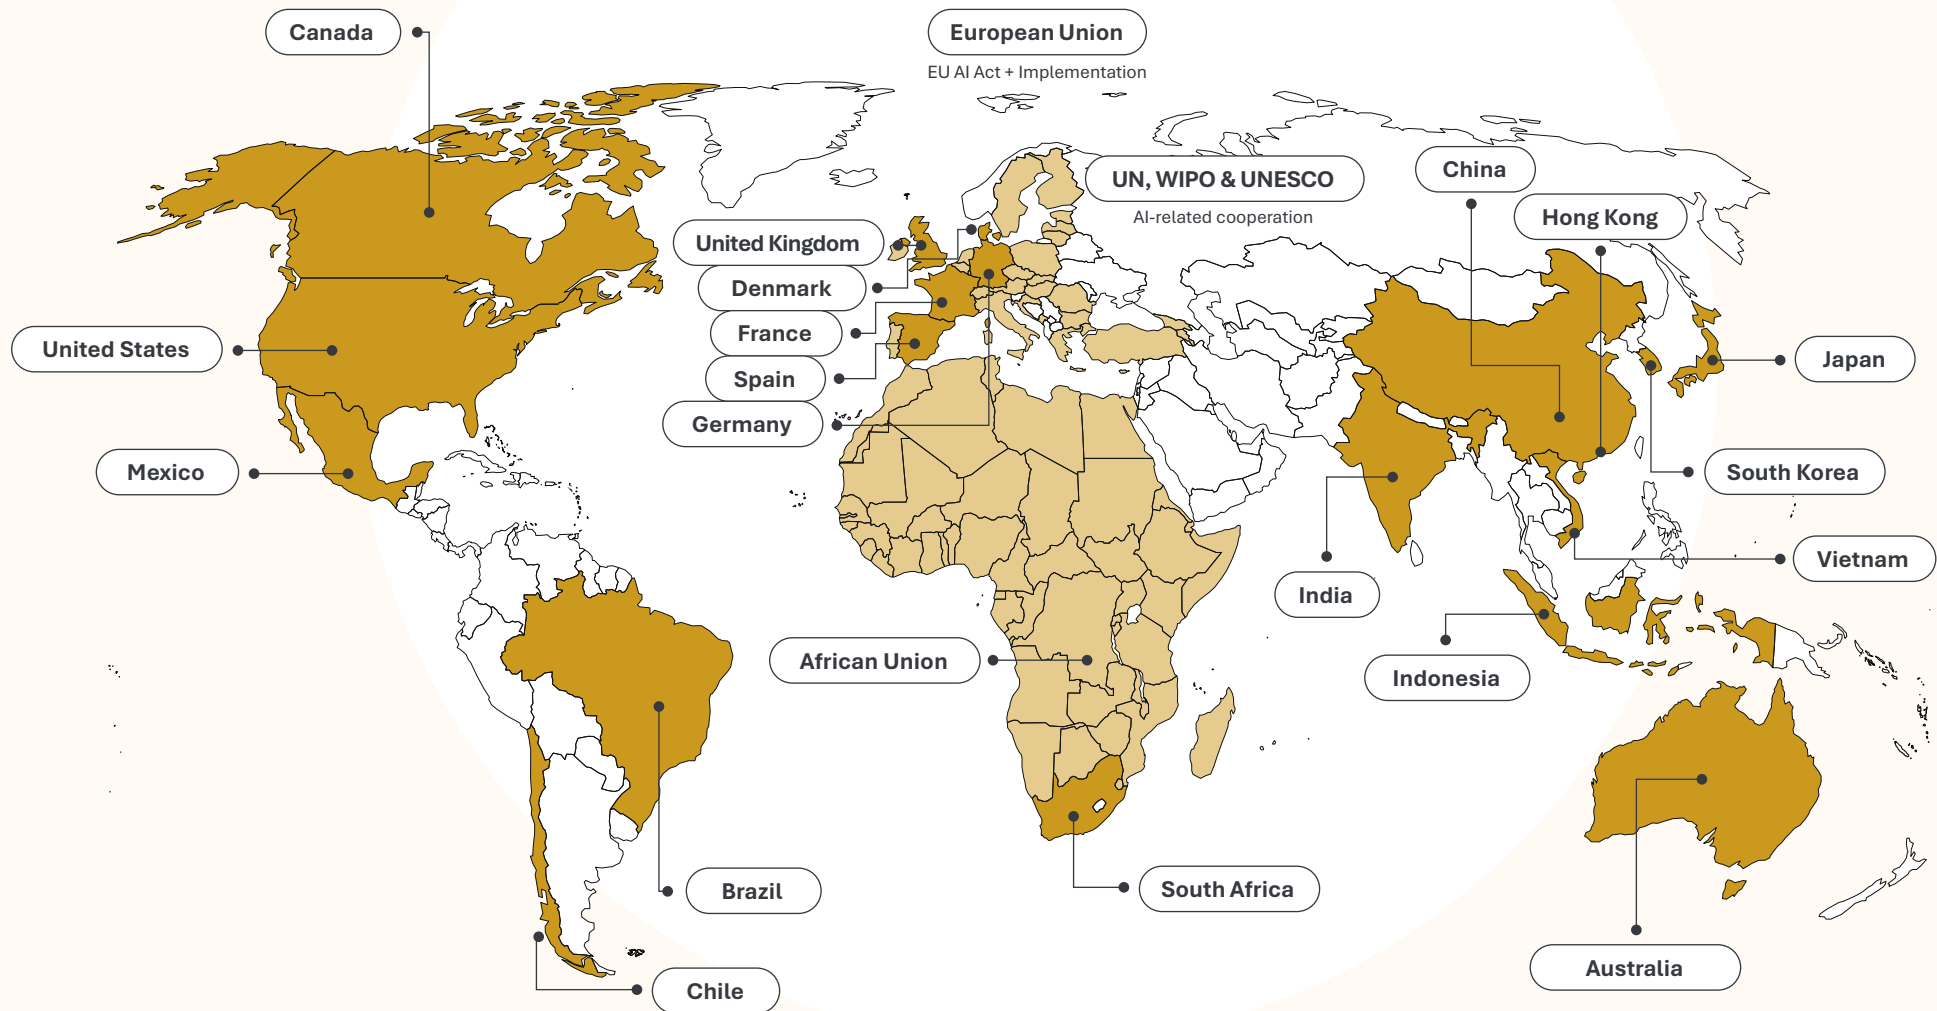 Canada
European Union
EU AI Act + Implementation
UN, WIPO & UNESCO
AI-related cooperation
China
Hong Kong
United Kingdom
Denmark
France
Spain
Germany
United States
Mexico
Japan
South Korea
Vietnam
India
Indonesia
African Union
Brazil
South Africa
Chile
Australia